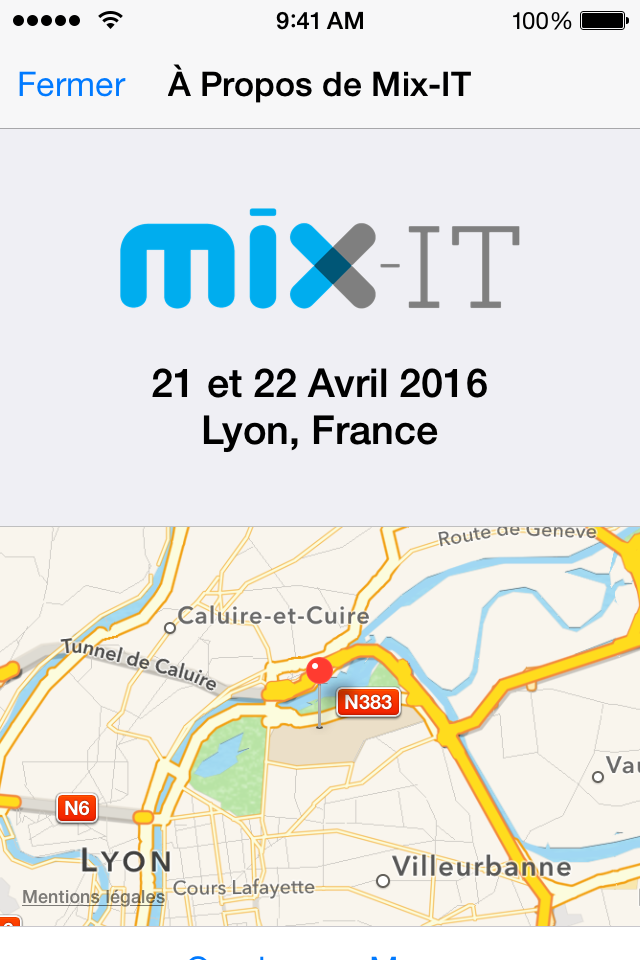 9:41 AM 100%
Fermer À Propos de Mix-IT
mix-IT
21 et 22 Avril 2016
Lyon, France
Route de Genève
Caluire-et-Cuire
Tunnel de Caluire
N383
N6
LYON
Villeurbanne
Cours Lafayette
Mentions légales